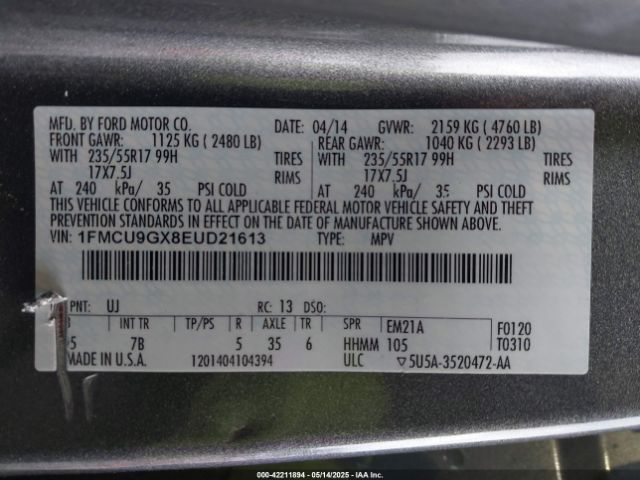 MFD. BY FORD MOTOR CO. DATE: 04/14 GVWR: 2159 KG ( 4760 LB)
FRONT GAWR: 1125 KG ( 2480 LB) REAR GAWR: 1040 KG ( 2293 LB)
WITH 235/55R17 99H TIRES WITH 235/55R17 99H TIRES
17X7.5J RIMS 17X7.5J RIMS
AT 240 kPa/ 35 PSI COLD AT 240 kPa/ 35 PSI COLD
THIS VEHICLE CONFORMS TO ALL APPLICABLE FEDERAL MOTOR VEHICLE SAFETY AND THEFT
PREVENTION STANDARDS IN EFFECT ON THE DATE OF MANUFACTURE SHOWN ABOVE.
VIN: 1FMCU9GX8EUD21613 TYPE: MPV
PNT: UJ RC: 13 DSO:
INT TR TP/PS R AXLE TR SPR EM21A F0120
5 7B 5 35 6 HHMM 105 T0310
MADE IN U.S.A. 1201404104394 ULC ▽5U5A-3520472-AA
000-42211894 | 05/14/2025 | IAA Inc.